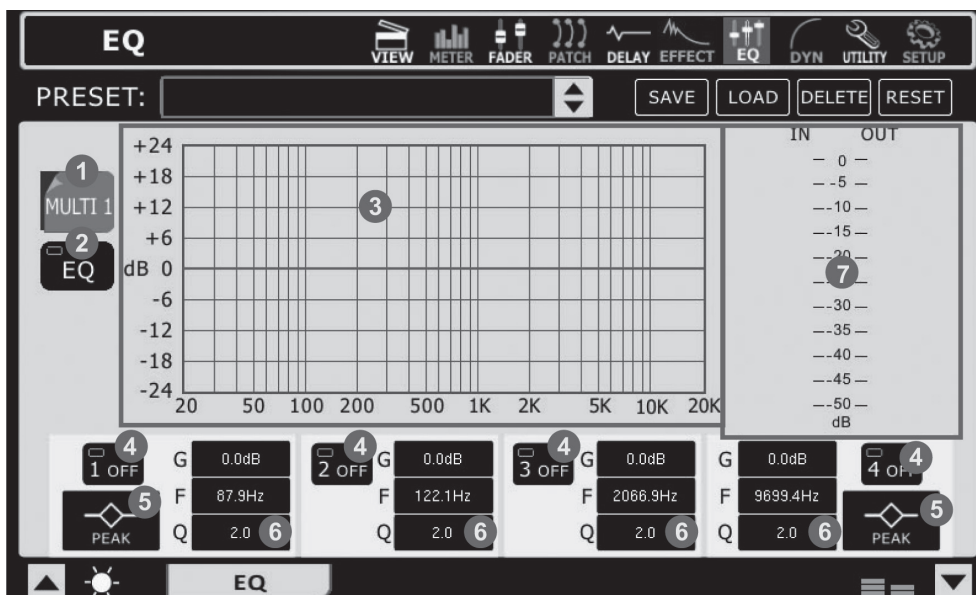 EQ
VIEW METER FADER PATCH DELAY EFFECT EQ DYN UTILITY SETUP
PRESET: SAVE LOAD DELETE RESET
IN OUT
+24
+18
+12
+6
dB 0
-6
-12
-18
-24
20 50 100 200 500 1K 2K 5K 10K 20K
1
MULTI 1
2
EQ
3
0
-5
-10
-15
-20
7
-30
-35
-40
-45
-50
dB
4
1 OFF
5
PEAK
G 0.0dB
F 87.9Hz
Q 2.0 6
4
2 OFF
G 0.0dB
F 122.1Hz
Q 2.0 6
4
3 OFF
G 0.0dB
F 2066.9Hz
Q 2.0 6
G 0.0dB
F 9699.4Hz
Q 2.0 6
4
4 OFF
5
PEAK
EQ